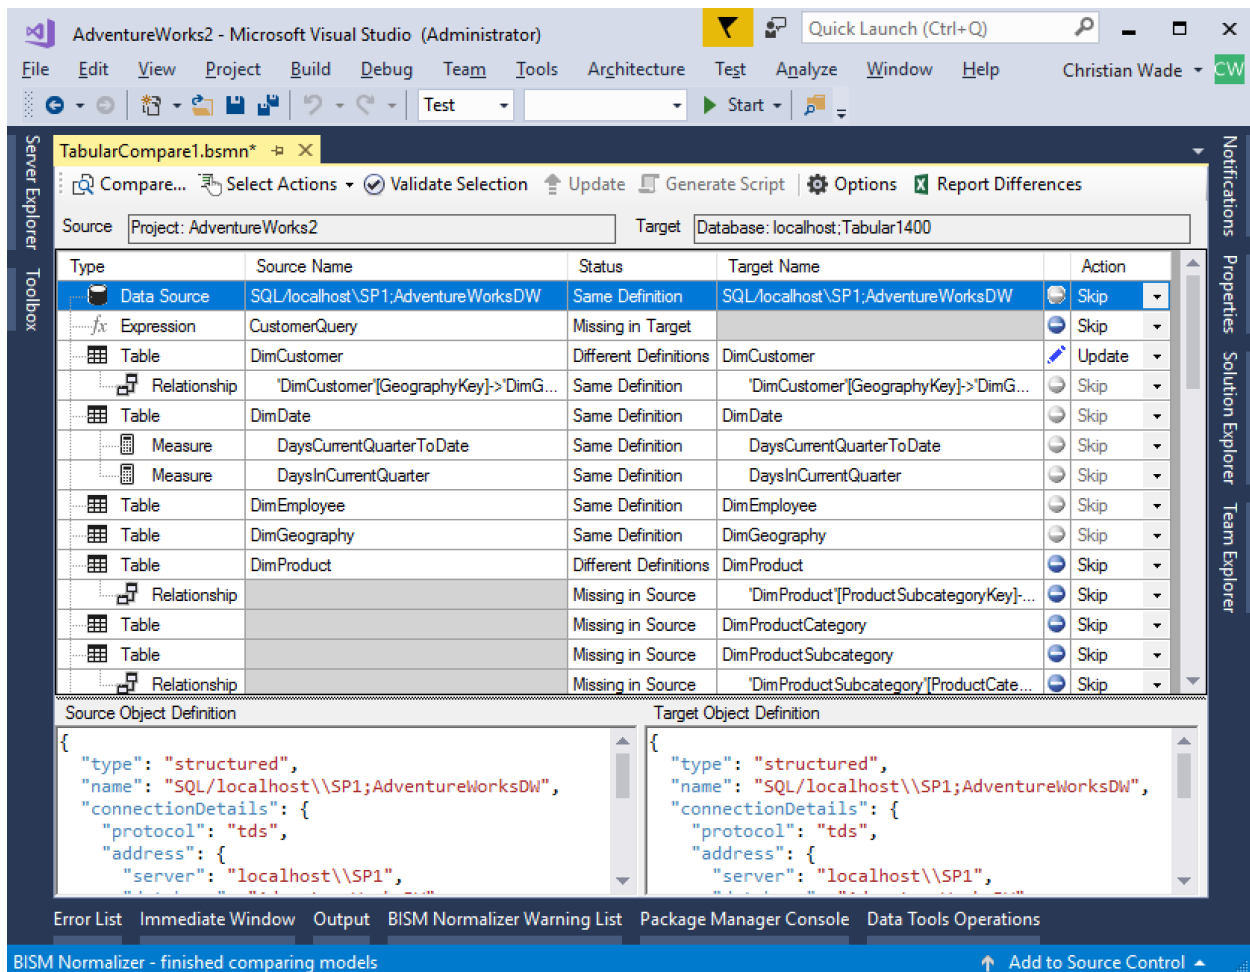 AdventureWorks2 - Microsoft Visual Studio (Administrator) Quick Launch (Ctrl+Q)
File Edit View Project Build Debug Team Tools Architecture Test Analyze Window Help Christian Wade CW
Test Start
Server Explorer
Toolbox
TabularCompare1.bsmn*
Compare... Select Actions Validate Selection Update Generate Script Options Report Differences
Source Project: AdventureWorks2 Target Database: localhost;Tabular1400
Type Source Name Status Target Name Action
Data Source SQL/localhost\SP1;AdventureWorksDW Same Definition SQL/localhost\SP1;AdventureWorksDW Skip
fx Expression CustomerQuery Missing in Target Skip
Table DimCustomer Different Definitions DimCustomer Update
Relationship 'DimCustomer'[GeographyKey]->'DimG... Same Definition 'DimCustomer'[GeographyKey]->'DimG... Skip
Table DimDate Same Definition DimDate Skip
Measure DaysCurrentQuarterToDate Same Definition DaysCurrentQuarterToDate Skip
Measure DaysInCurrentQuarter Same Definition DaysInCurrentQuarter Skip
Table DimEmployee Same Definition DimEmployee Skip
Table DimGeography Same Definition DimGeography Skip
Table DimProduct Different Definitions DimProduct Skip
Relationship Missing in Source 'DimProduct'[ProductSubcategoryKey]-... Skip
Table Missing in Source DimProductCategory Skip
Table Missing in Source DimProductSubcategory Skip
Relationship Missing in Source 'DimProductSubcategory'[ProductCate... Skip
Notifications
Properties
Solution Explorer
Team Explorer
Source Object Definition
{
"type": "structured",
"name": "SQL/localhost\\SP1;AdventureWorksDW",
"connectionDetails": {
"protocol": "tds",
"address": {
"server": "localhost\\SP1",
Target Object Definition
{
"type": "structured",
"name": "SQL/localhost\\SP1;AdventureWorksDW",
"connectionDetails": {
"protocol": "tds",
"address": {
"server": "localhost\\SP1",
Error List Immediate Window Output BISM Normalizer Warning List Package Manager Console Data Tools Operations
BISM Normalizer - finished comparing models Add to Source Control